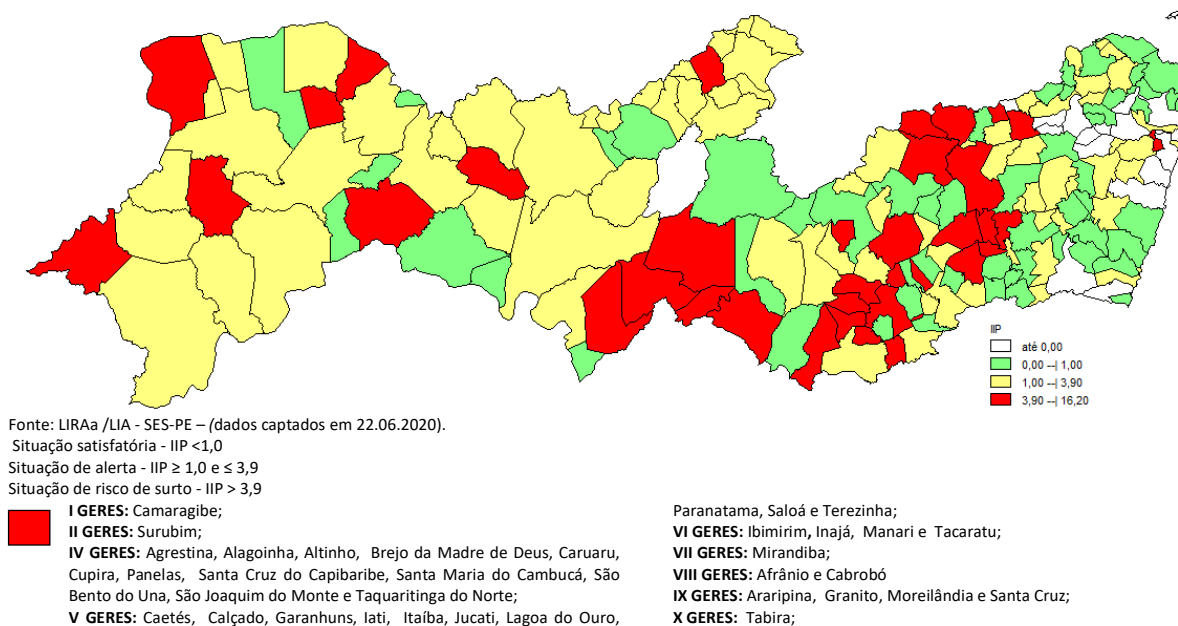 IIP
até 0,00
0,00 --| 1,00
1,00 --| 3,90
3,90 --| 16,20
Fonte: LIRAa /LIA - SES-PE – (dados captados em 22.06.2020).
Situação satisfatória - IIP <1,0
Situação de alerta - IIP ≥ 1,0 e ≤ 3,9
Situação de risco de surto - IIP > 3,9
I GERES: Camaragibe;
II GERES: Surubim;
IV GERES: Agrestina, Alagoinha, Altinho, Brejo da Madre de Deus, Caruaru,
Cupira, Panelas, Santa Cruz do Capibaribe, Santa Maria do Cambucá, São
Bento do Una, São Joaquim do Monte e Taquaritinga do Norte;
V GERES: Caetés, Calçado, Garanhuns, Iati, Itaíba, Jucati, Lagoa do Ouro,
Paranatama, Saloá e Terezinha;
VI GERES: Ibimirim, Inajá, Manari e Tacaratu;
VII GERES: Mirandiba;
VIII GERES: Afrânio e Cabrobó
IX GERES: Araripina, Granito, Moreilândia e Santa Cruz;
X GERES: Tabira;